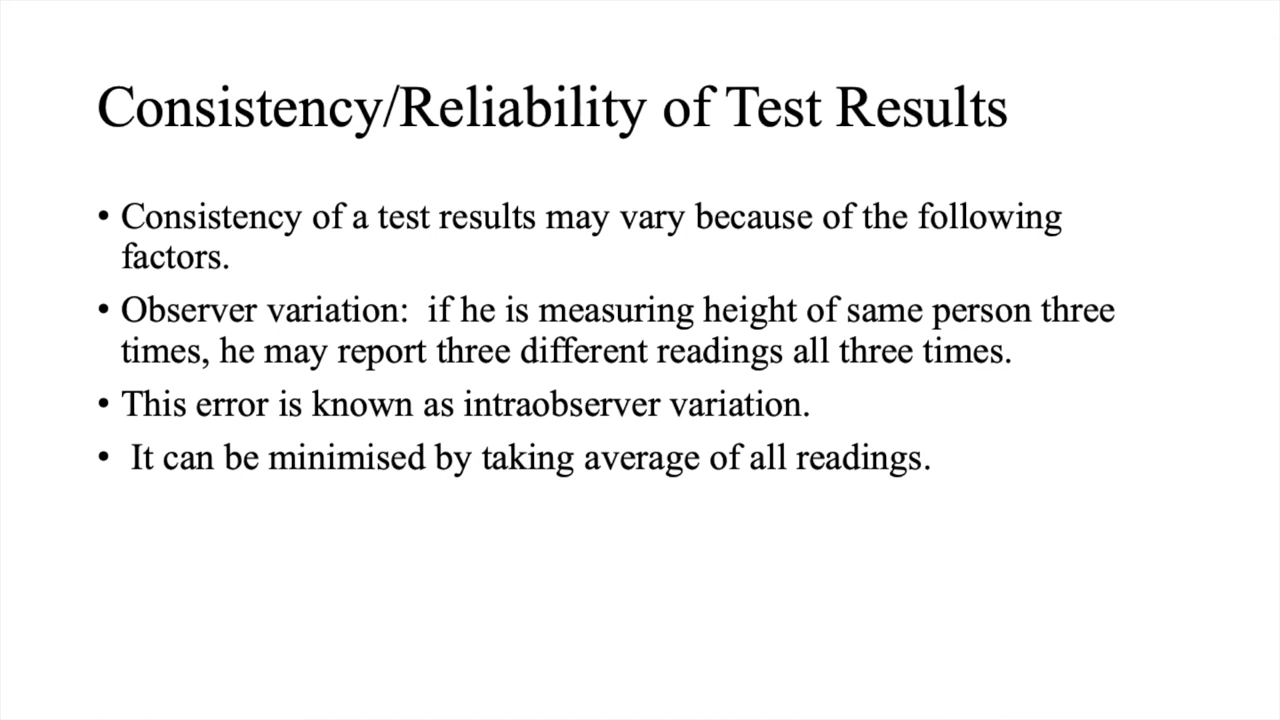 Consistency/Reliability of Test Results
• Consistency of a test results may vary because of the following
factors.
• Observer variation:  if he is measuring height of same person three
times, he may report three different readings all three times.
• This error is known as intraobserver variation.
•  It can be minimised by taking average of all readings.